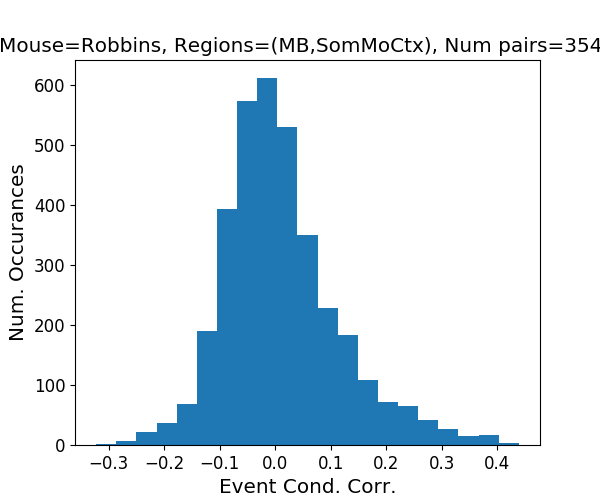 Mouse=Robbins, Regions=(MB,SomMoCtx), Num pairs=354
600
500
400
300
200
100
0
Num. Occurances
−0.3 −0.2 −0.1 0.0 0.1 0.2 0.3 0.4
Event Cond. Corr.